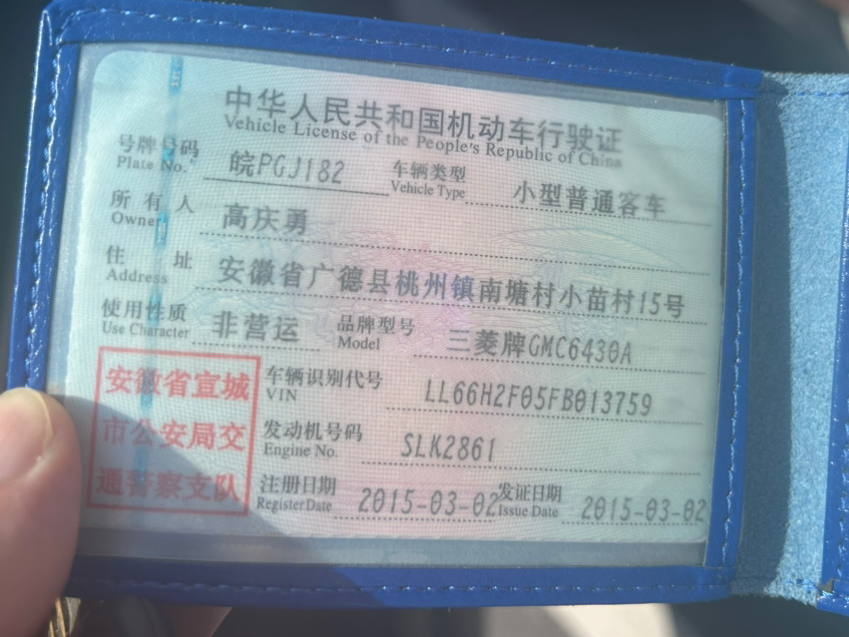 中华人民共和国机动车行驶证
Vehicle License of the People's Republic of China
号牌号码 皖PGJ182 车辆类型 小型普通客车
Plate No. Vehicle Type
所有人 高庆勇
Owner
住址 安徽省广德县桃州镇南塘村小苗村15号
Address
使用性质 非营运 品牌型号 三菱牌GMC6430A
Use Character Model
车辆识别代号 LL66H2F05FB013759
VIN
安徽省宣城
市公安局交
通警察支队
发动机号码 SLK2861
Engine No.
注册日期 2015-03-02 发证日期 2015-03-02
Register Date Issue Date